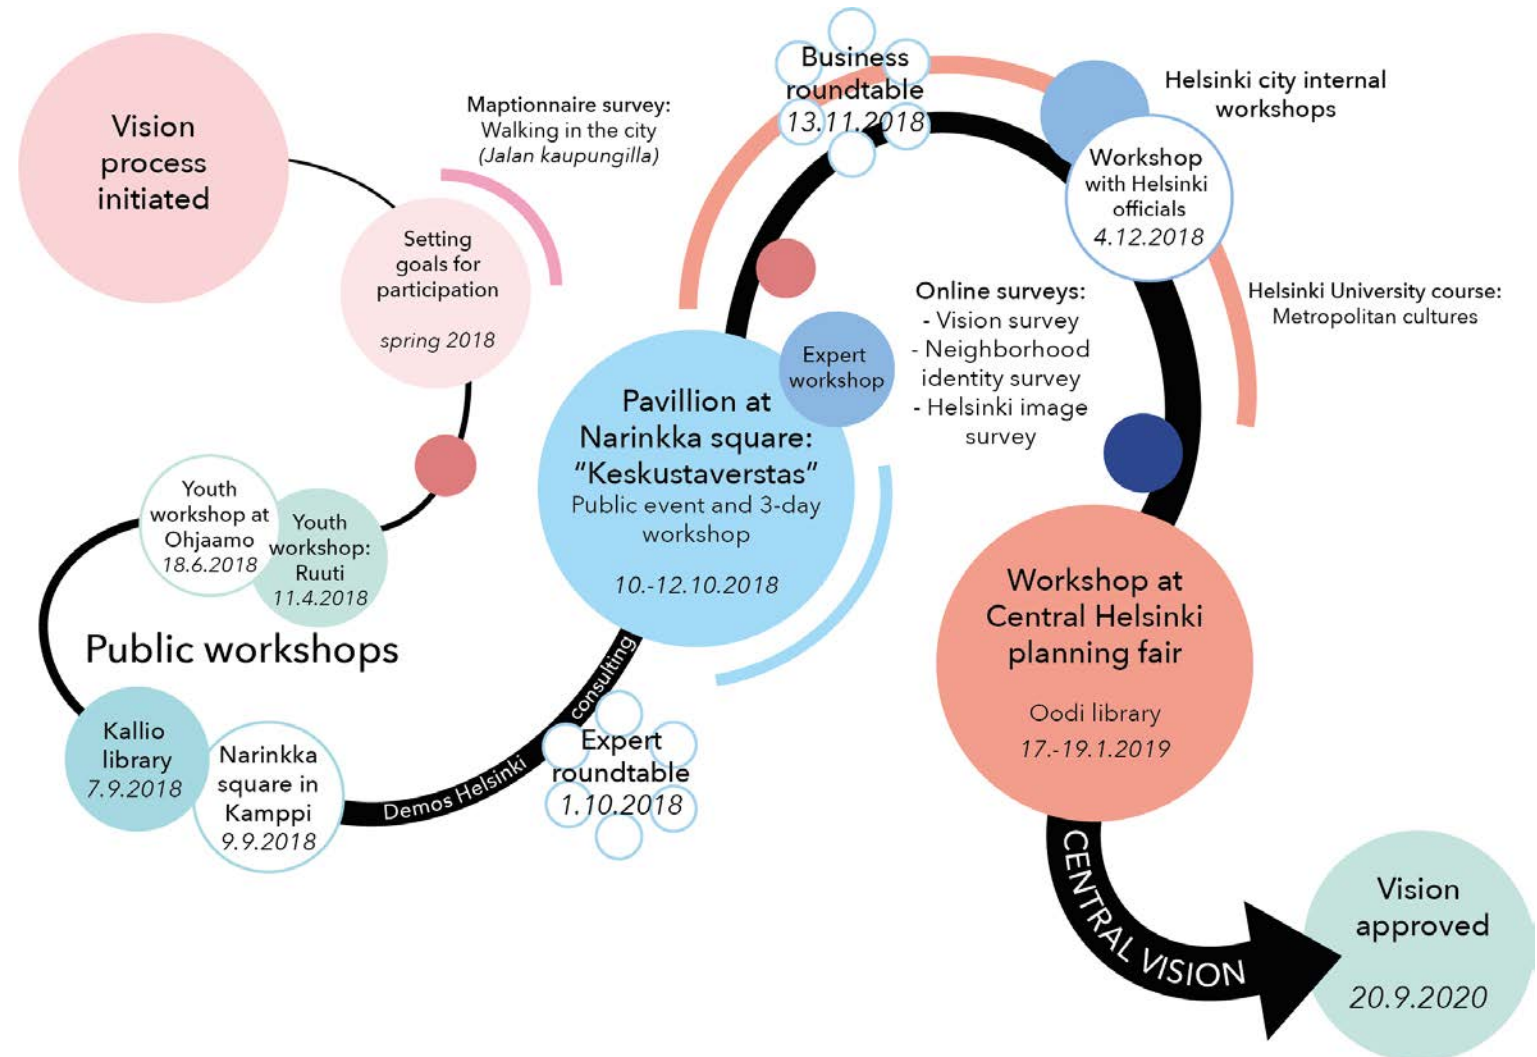 Vision
process
initiated
Maptionnaire survey:
Walking in the city
(Jalan kaupungilla)
Setting
goals for
participation
spring 2018
Youth
workshop at
Ohjaamo
18.6.2018
Youth
workshop:
Ruuti
11.4.2018
Public workshops
Kallio
library
7.9.2018
Narinkka
square in
Kamppi
9.9.2018
Demos Helsinki
consulting
Expert
roundtable
1.10.2018
Pavillion at
Narinkka square:
"Keskustaverstas"
Public event and 3-day
workshop
10.-12.10.2018
Expert
workshop
Business
roundtable
13.11.2018
Helsinki city internal
workshops
Workshop
with Helsinki
officials
4.12.2018
Online surveys:
- Vision survey
- Neighborhood
identity survey
- Helsinki image
survey
Helsinki University course:
Metropolitan cultures
Workshop at
Central Helsinki
planning fair
Oodi library
17.-19.1.2019
CENTRAL VISION
Vision
approved
20.9.2020